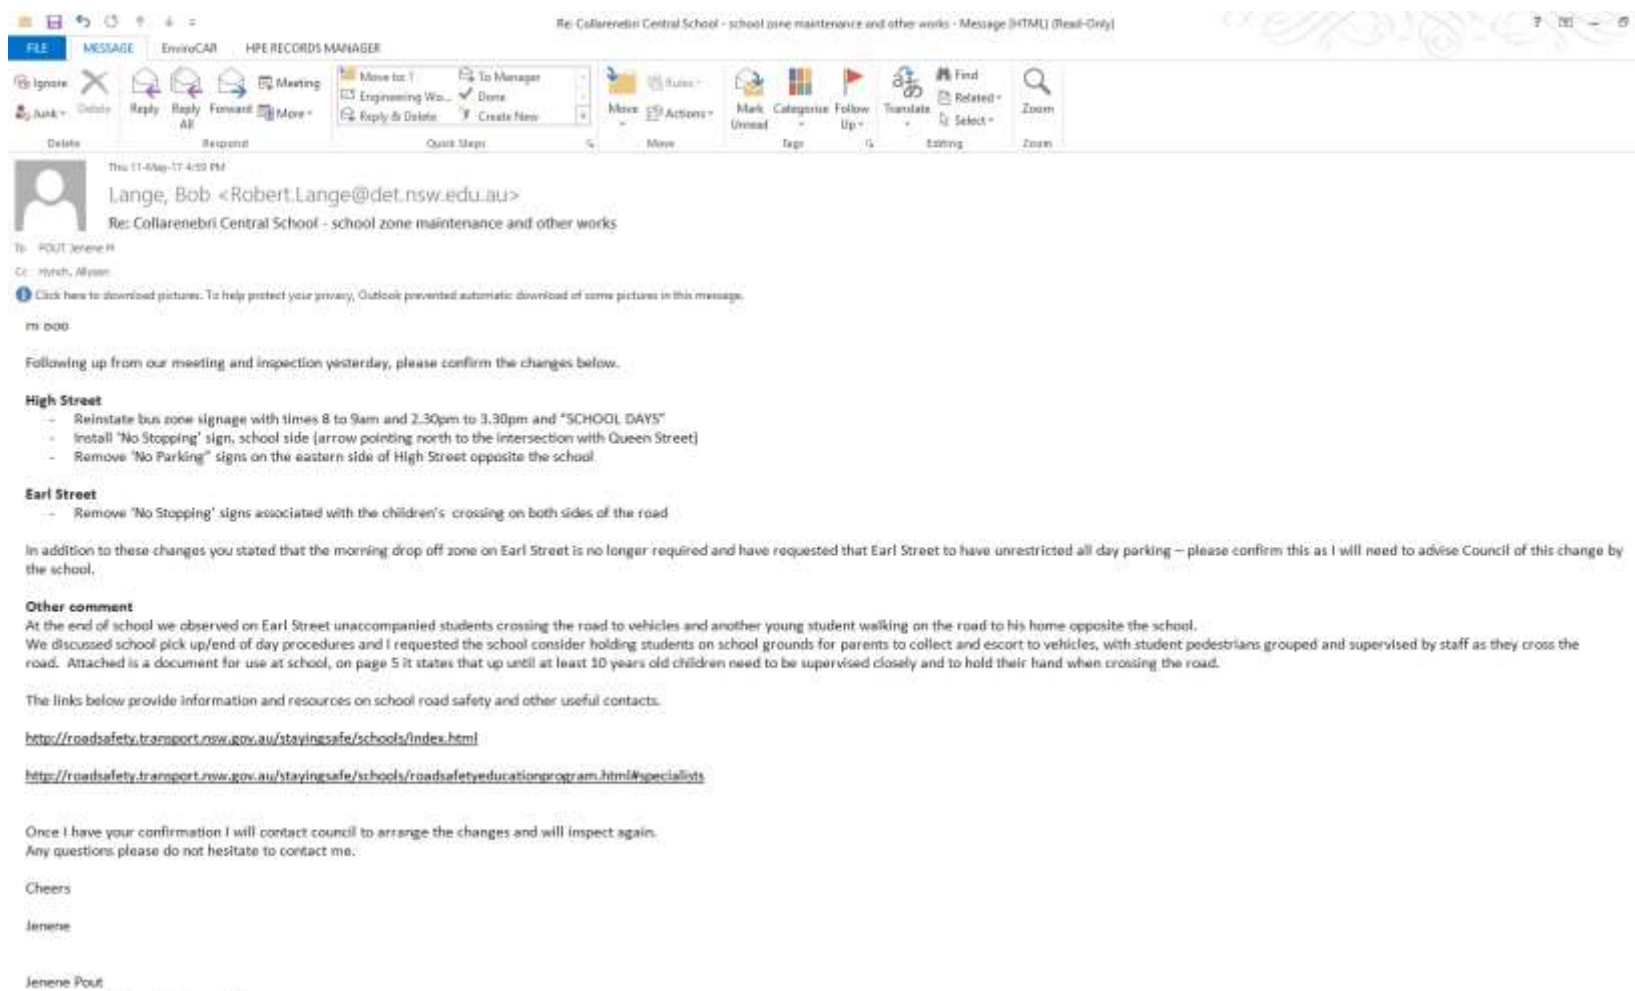 Re: Collarenebri Central School - school zone maintenance and other works - Message (HTML) (Read-Only)
FILE MESSAGE EnviroCAR HPE RECORDS MANAGER
Ignore
Junk
Delete
Reply
Reply All
Forward
Meeting
More
Move to: ?
Engineering Wo...
Reply & Delete
To Manager
Done
Create New
Move
Rules
Actions
Mark Unread
Categorise
Follow Up
Translate
Find
Related
Select
Zoom
Delete Respond Quick Steps Move Tags Editing Zoom
Thu 11-May-17 4:59 PM
Lange, Bob <Robert.Lange@det.nsw.edu.au>
Re: Collarenebri Central School - school zone maintenance and other works
To POUT Jenene M
Cc
Click here to download pictures. To help protect your privacy, Outlook prevented automatic download of some pictures in this message.
Following up from our meeting and inspection yesterday, please confirm the changes below.
High Street
- Reinstate bus zone signage with times 8 to 9am and 2.30pm to 3.30pm and "SCHOOL DAYS"
- Install 'No Stopping' sign, school side (arrow pointing north to the intersection with Queen Street)
- Remove 'No Parking" signs on the eastern side of High Street opposite the school
Earl Street
- Remove 'No Stopping' signs associated with the children's crossing on both sides of the road
In addition to these changes you stated that the morning drop off zone on Earl Street is no longer required and have requested that Earl Street to have unrestricted all day parking – please confirm this as I will need to advise Council of this change by
the school.
Other comment
At the end of school we observed on Earl Street unaccompanied students crossing the road to vehicles and another young student walking on the road to his home opposite the school.
We discussed school pick up/end of day procedures and I requested the school consider holding students on school grounds for parents to collect and escort to vehicles, with student pedestrians grouped and supervised by staff as they cross the
road. Attached is a document for use at school, on page 5 it states that up until at least 10 years old children need to be supervised closely and to hold their hand when crossing the road.
The links below provide information and resources on school road safety and other useful contacts.
http://roadsafety.transport.nsw.gov.au/stayingsafe/schools/index.html
http://roadsafety.transport.nsw.gov.au/stayingsafe/schools/roadsafetyeducationprogram.html#specialists
Once I have your confirmation I will contact council to arrange the changes and will inspect again.
Any questions please do not hesitate to contact me.
Cheers
Jenene
Jenene Pout